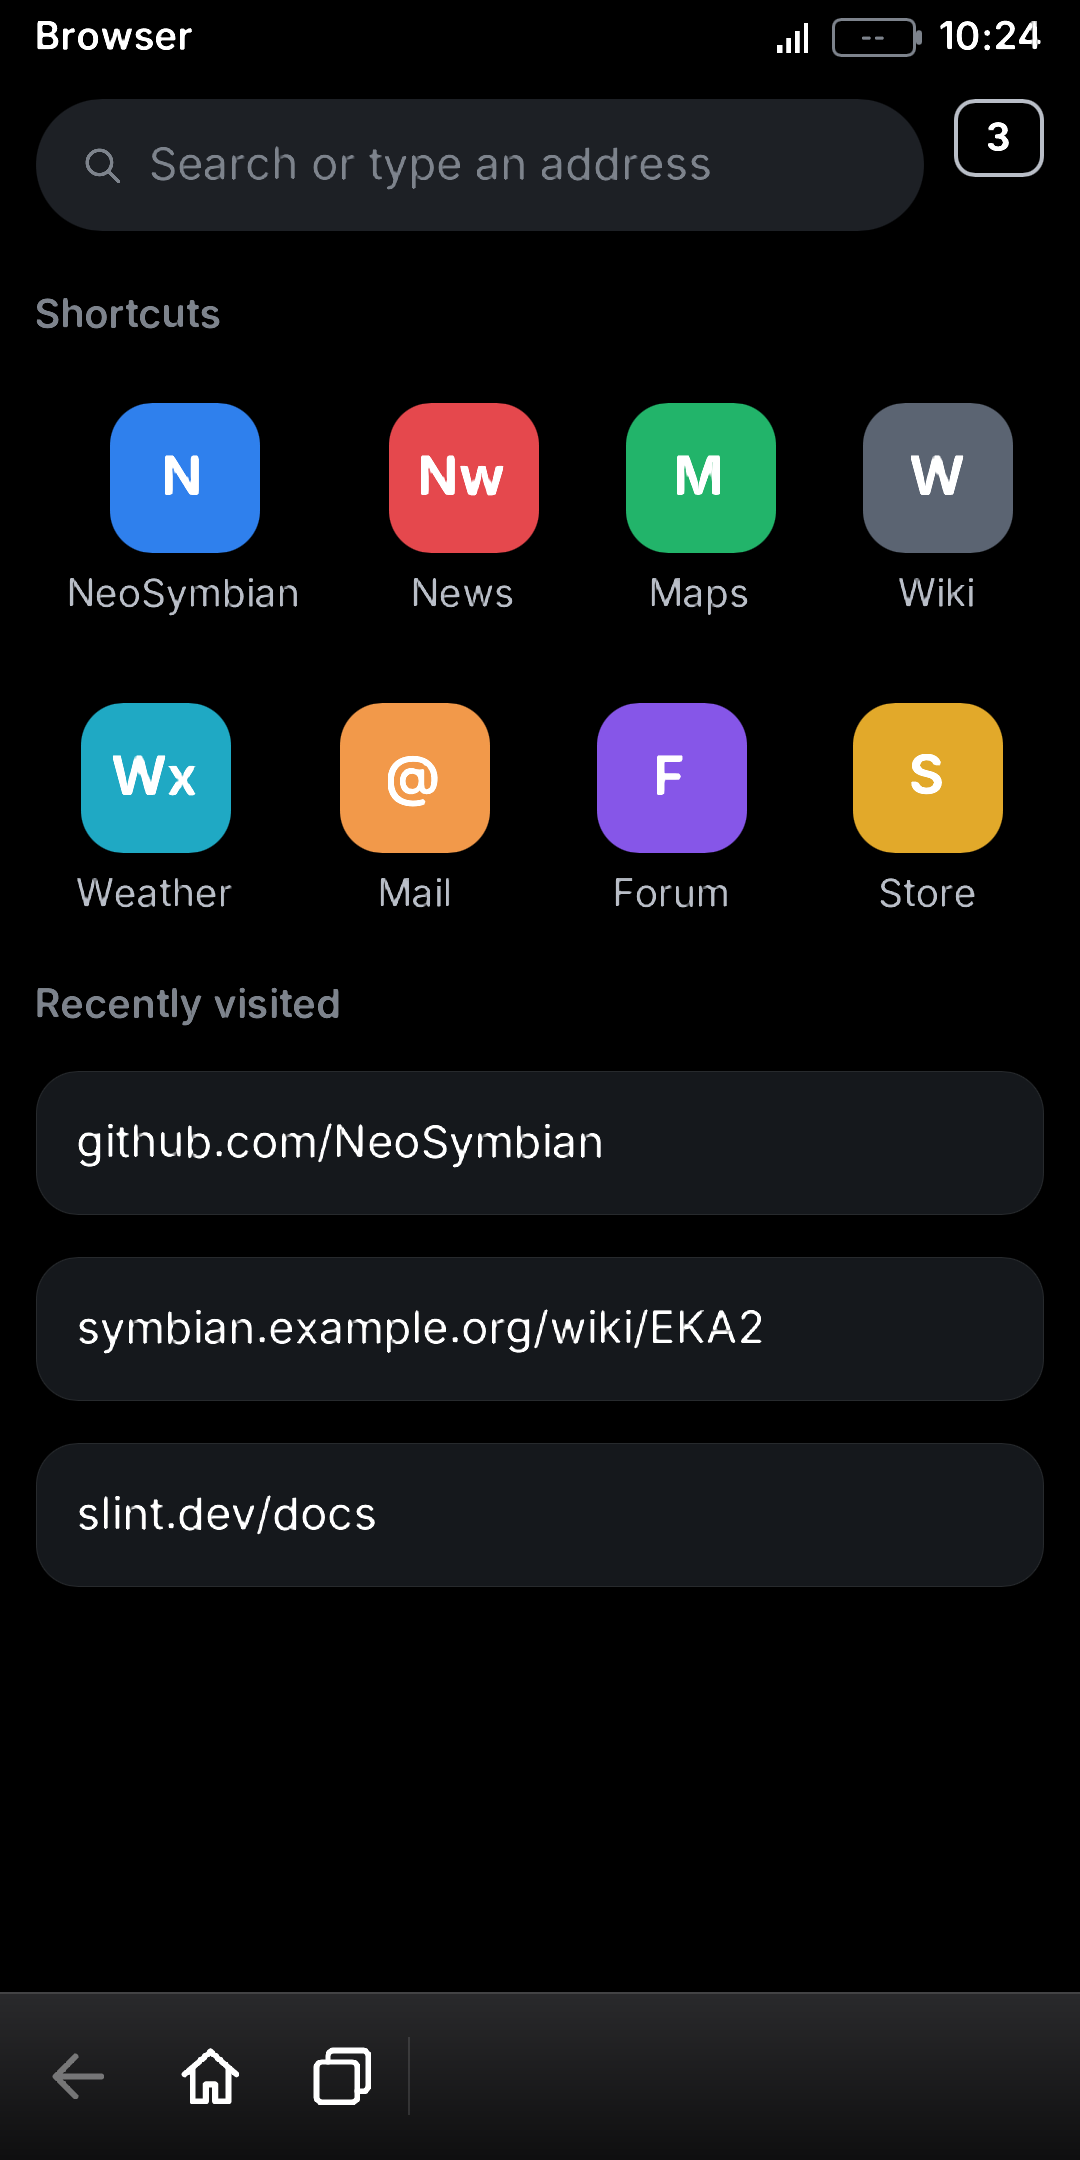 Browser -- 10:24
Search or type an address 3
Shortcuts
N Nw M W
NeoSymbian News Maps Wiki
Wx @ F S
Weather Mail Forum Store
Recently visited
github.com/NeoSymbian
symbian.example.org/wiki/EKA2
slint.dev/docs